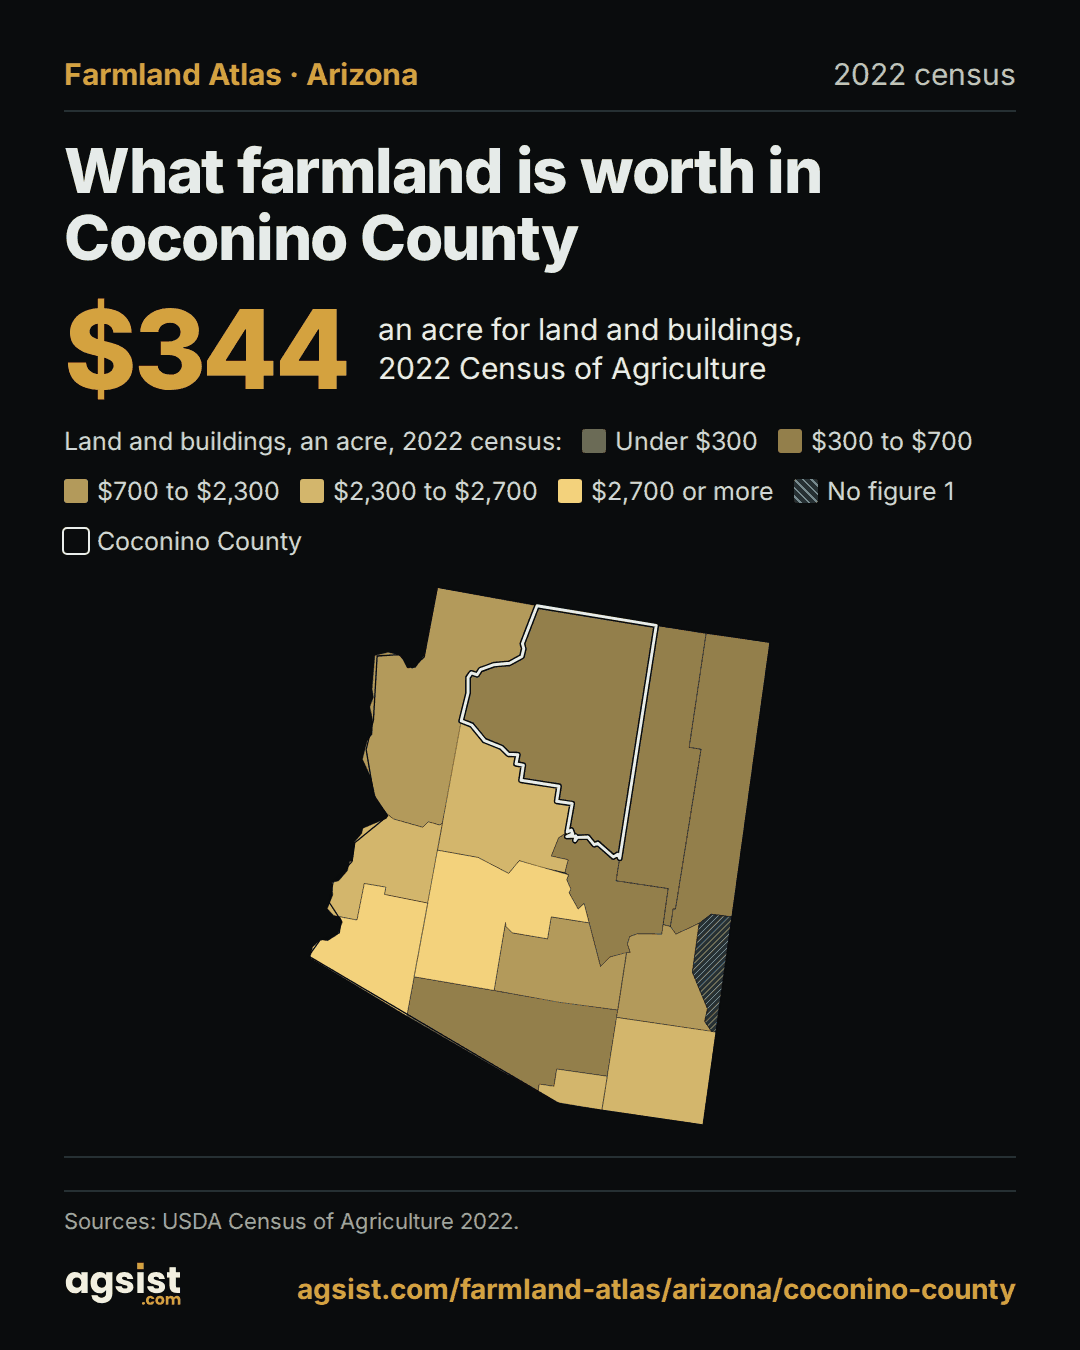 Farmland Atlas · Arizona
2022 census
What farmland is worth in
Coconino County
$344
an acre for land and buildings,
2022 Census of Agriculture
Land and buildings, an acre, 2022 census: Under $300 $300 to $700
$700 to $2,300 $2,300 to $2,700 $2,700 or more No figure 1
Coconino County
Sources: USDA Census of Agriculture 2022.
agsist
.com
agsist.com/farmland-atlas/arizona/coconino-county